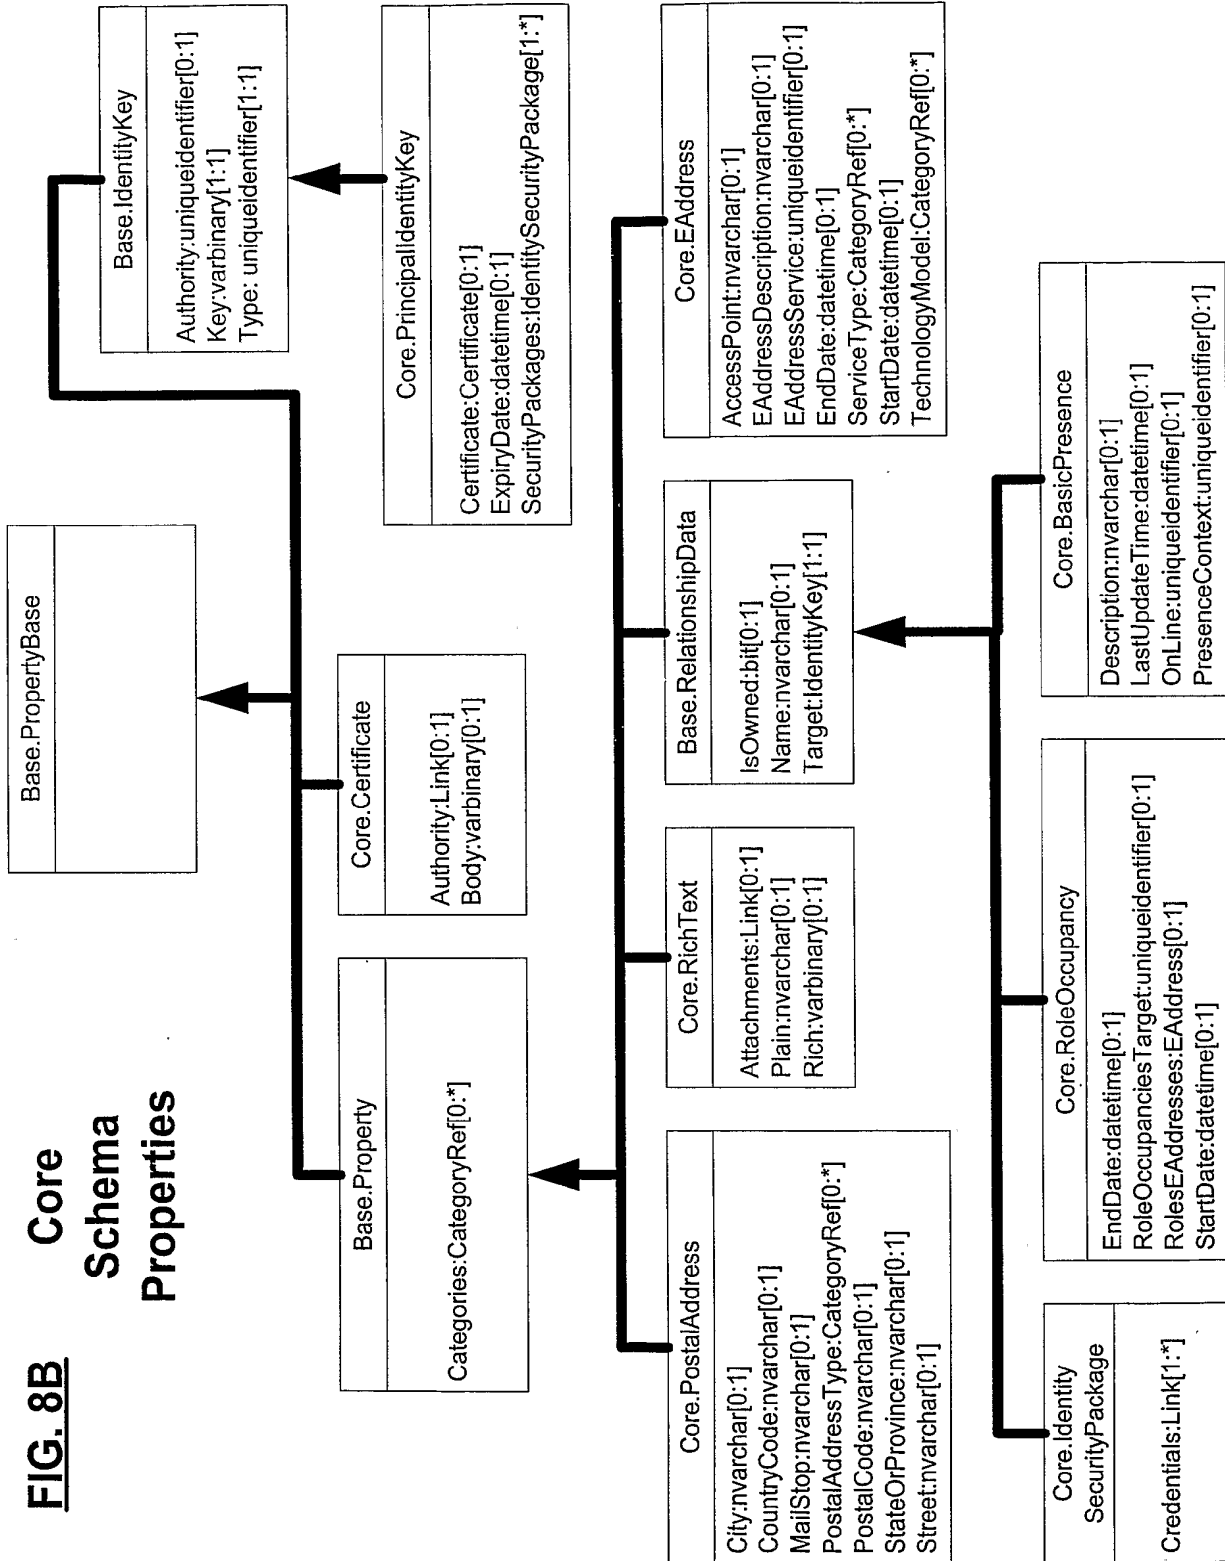 FIG. 8B
Core
Schema
Properties
Base.PropertyBase
Base.Property
Categories:CategoryRef[0:*]
Core.Certificate
Authority:Link[0:1]
Body:varbinary[0:1]
Base.IdentityKey
Authority:uniqueidentifier[0:1]
Key:varbinary[1:1]
Type: uniqueidentifier[1:1]
Core.PrincipalIdentityKey
Certificate:Certificate[0:1]
ExpiryDate:datetime[0:1]
SecurityPackages:IdentitySecurityPackage[1:*]
Core.PostalAddress
City:nvarchar[0:1]
CountryCode:nvarchar[0:1]
MailStop:nvarchar[0:1]
PostalAddressType:CategoryRef[0:*]
PostalCode:nvarchar[0:1]
StateOrProvince:nvarchar[0:1]
Street:nvarchar[0:1]
Core.RichText
Attachments:Link[0:1]
Plain:nvarchar[0:1]
Rich:varbinary[0:1]
Base.RelationshipData
IsOwned:bit[0:1]
Name:nvarchar[0:1]
Target:IdentityKey[1:1]
Core.EAddress
AccessPoint:nvarchar[0:1]
EAddressDescription:nvarchar[0:1]
EAddressService:uniqueidentifier[0:1]
EndDate:datetime[0:1]
ServiceType:CategoryRef[0:*]
StartDate:datetime[0:1]
TechnologyModel:CategoryRef[0:*]
Core.Identity
SecurityPackage
Credentials:Link[1:*]
Core.RoleOccupancy
EndDate:datetime[0:1]
RoleOccupanciesTarget:uniqueidentifier[0:1]
RolesEAddresses:EAddress[0:1]
StartDate:datetime[0:1]
Core.BasicPresence
Description:nvarchar[0:1]
LastUpdateTime:datetime[0:1]
OnLine:uniqueidentifier[0:1]
PresenceContext:uniqueidentifier[0:1]